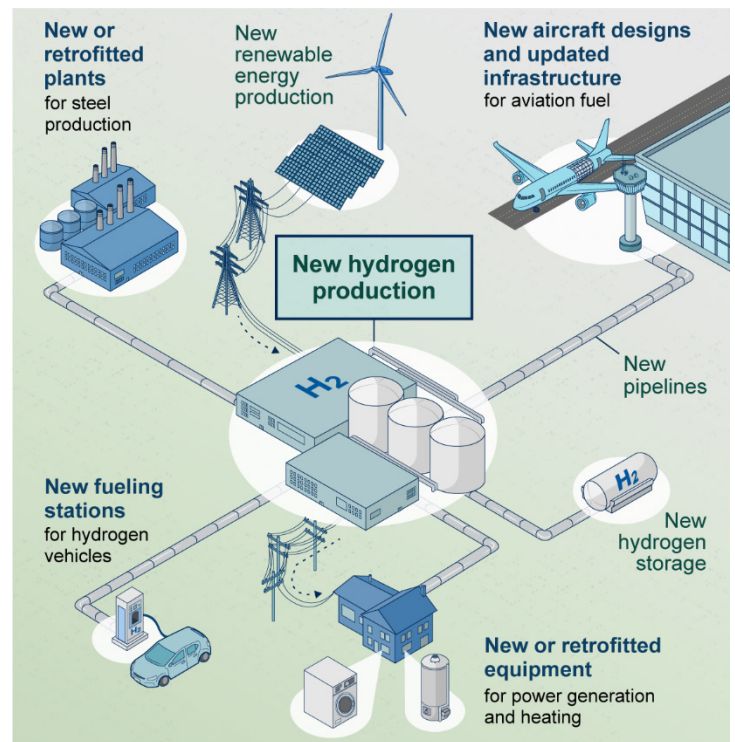 New or
retrofitted
plants
for steel
production
New
renewable
energy
production
New aircraft designs
and updated
infrastructure
for aviation fuel
New hydrogen
production
H2
New
pipelines
H2
New
hydrogen
storage
New fueling
stations
for hydrogen
vehicles
H2
New or retrofitted
equipment
for power generation
and heating